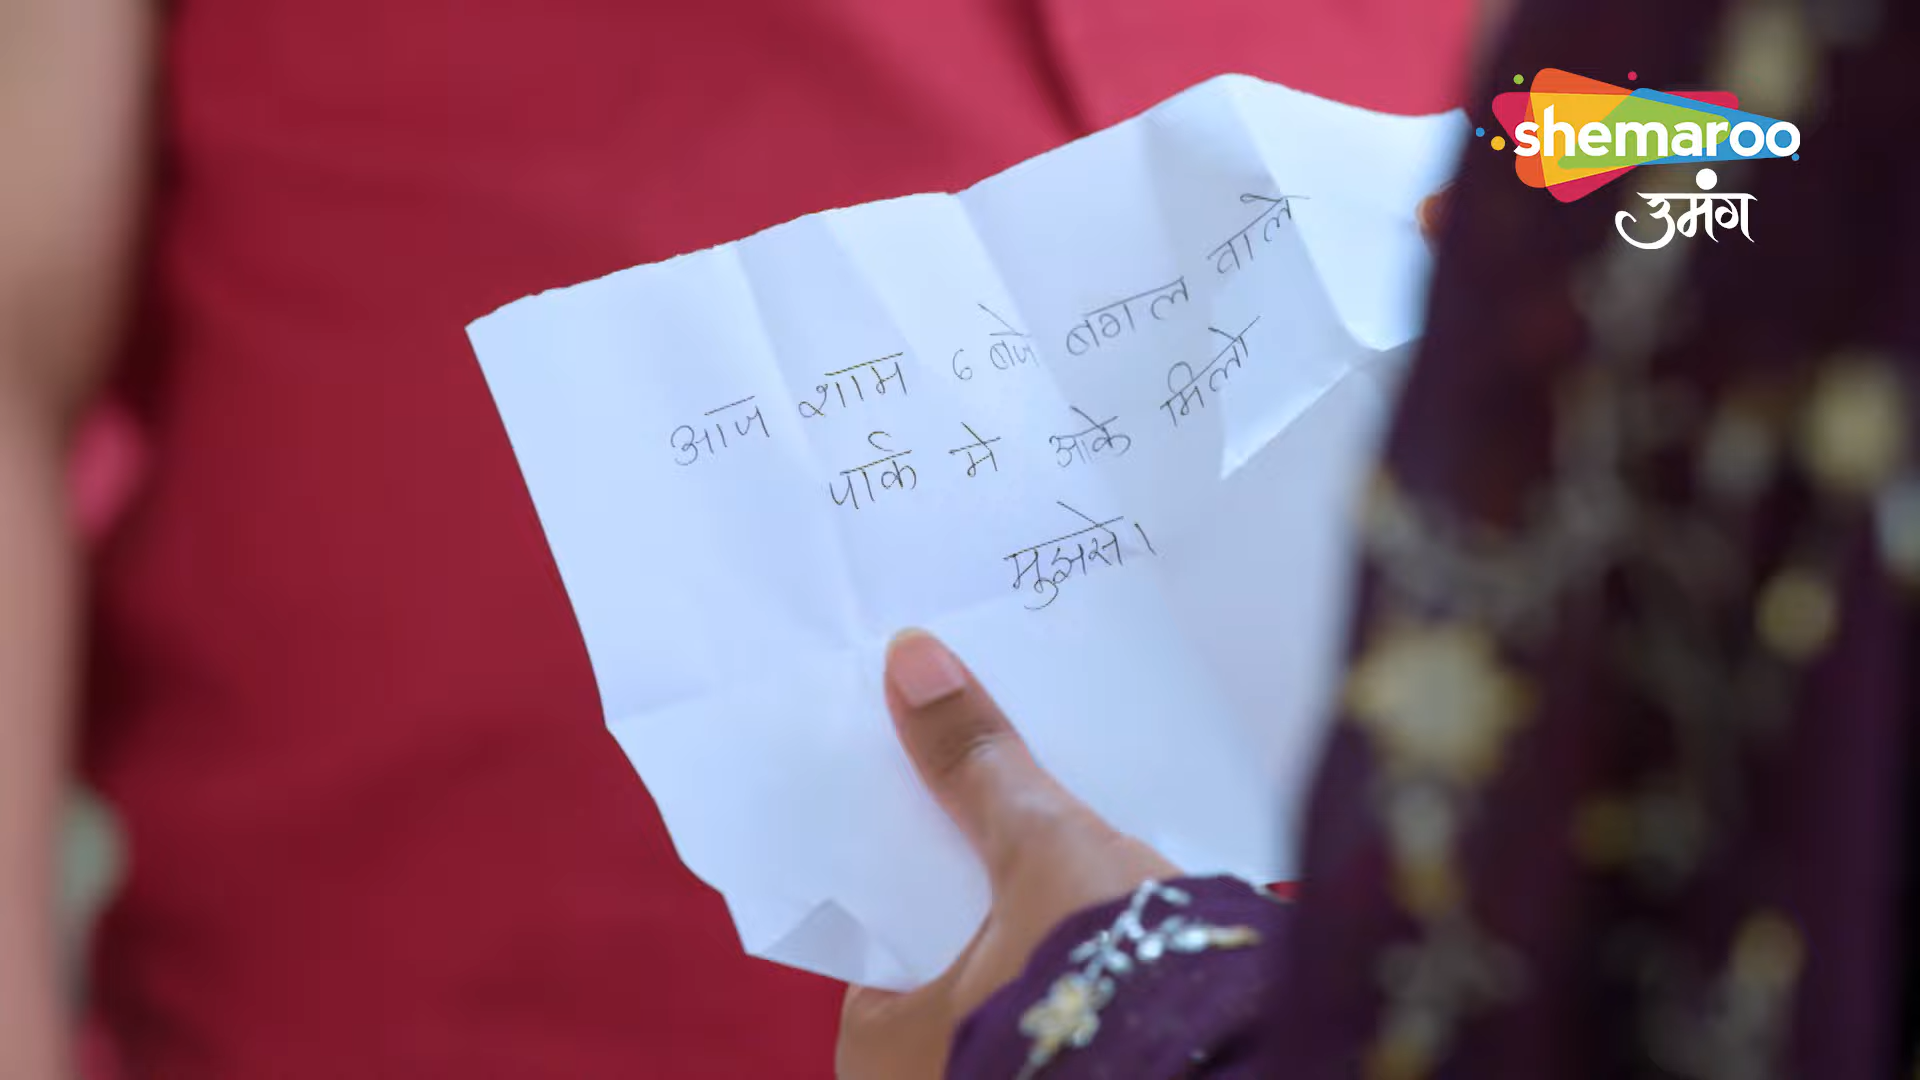 shemaroo
उमंग
आज शाम 6 बजे बगल वाले
पार्क मे आके मिलो
मुझसे।